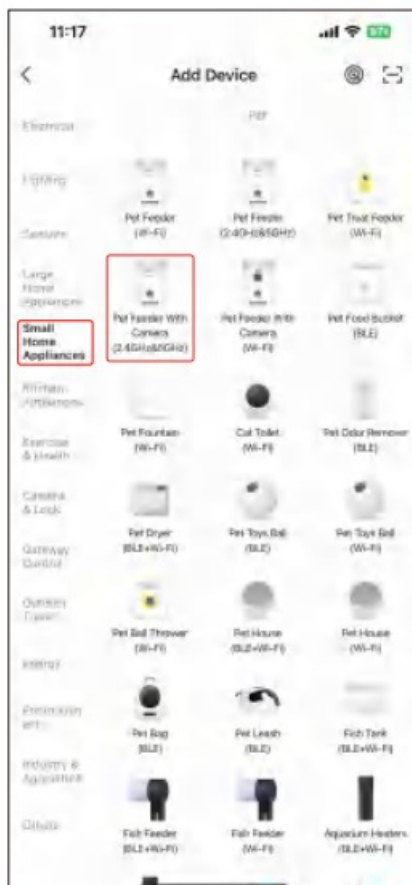 11:17
Add Device
Pet
Electrical
Lighting
Pet Feeder
(Wi-Fi)
Pet Feeder
(2.4GHz&5GHz)
Pet Treat Feeder
(Wi-Fi)
Large
Home
Appliances
Small
Home
Appliances
Pet Feeder With
Camera
(2.4GHz&5GHz)
Pet Feeder With
Camera
(Wi-Fi)
Pet Food Bucket
(BLE)
Kitchen
Appliances
Pet Fountain
(Wi-Fi)
Cat Toilet
(Wi-Fi)
Pet Odor Remover
(BLE)
Exercise
& Health
Camera
& Lock
Pet Dryer
(BLE+Wi-Fi)
Pet Toys Ball
(BLE)
Pet Toys Ball
(Wi-Fi)
Gateway
Control
Outdoor
Travel
Pet Ball Thrower
(Wi-Fi)
Pet House
(BLE+Wi-Fi)
Pet House
(Wi-Fi)
Energy
Pet Bag
(BLE)
Pet Leash
(BLE)
Fish Tank
(BLE+Wi-Fi)
Industry &
Agriculture
Fish Feeder
(BLE+Wi-Fi)
Fish Feeder
(Wi-Fi)
Aquarium Heaters
(BLE+Wi-Fi)